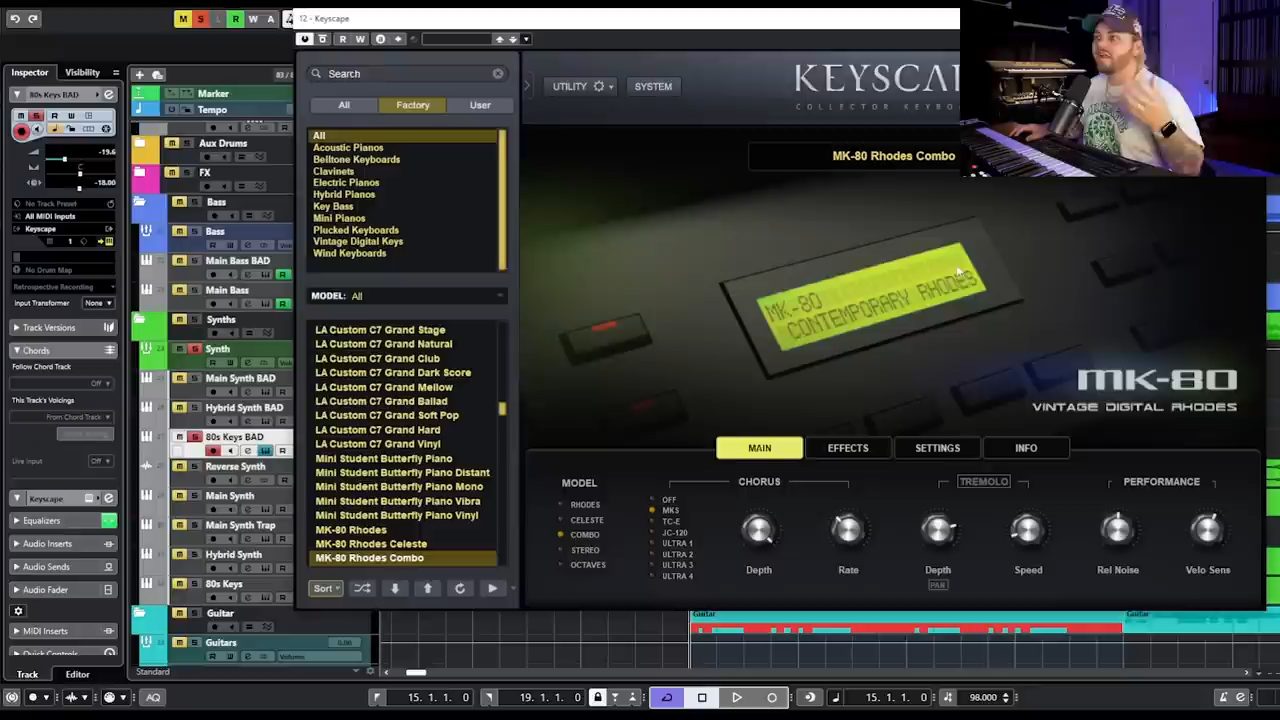 12 - Keyscape
M S L R W A
R W
Inspector Visibility
80s Keys BAD
-19.6
-18.00
No Track Preset
All MIDI Inputs
Keyscape
1
No Drum Map
Retrospective Recording
Input Transformer None
Track Versions
Chords
Follow Chord Track
Off
This Track's Voicings
From Chord Track
Live Input Off
Keyscape
Equalizers
Audio Inserts
Audio Sends
Audio Fader
MIDI Inserts
Track Editor
Marker
Tempo
Aux Drums
FX
Bass
Bass
Main Bass BAD
Main Bass
Synths
Synth
Main Synth BAD
Hybrid Synth BAD
80s Keys BAD
Reverse Synth
Main Synth
Main Synth Trap
Hybrid Synth
80s Keys
Guitar
Guitars
0.00
Volume
Standard
Search
All Factory User
All
Acoustic Pianos
Belltone Keyboards
Clavinets
Electric Pianos
Hybrid Pianos
Key Bass
Mini Pianos
Plucked Keyboards
Vintage Digital Keys
Wind Keyboards
MODEL: All
LA Custom C7 Grand Stage
LA Custom C7 Grand Natural
LA Custom C7 Grand Club
LA Custom C7 Grand Dark Score
LA Custom C7 Grand Mellow
LA Custom C7 Grand Ballad
LA Custom C7 Grand Soft Pop
LA Custom C7 Grand Hard
LA Custom C7 Grand Vinyl
Mini Student Butterfly Piano
Mini Student Butterfly Piano Distant
Mini Student Butterfly Piano Mono
Mini Student Butterfly Piano Vibra
Mini Student Butterfly Piano Vinyl
MK-80 Rhodes
MK-80 Rhodes Celeste
MK-80 Rhodes Combo
Sort
UTILITY SYSTEM
KEYSCA
COLLECTOR KEYBO
MK-80 Rhodes Combo
MK-80
CONTEMPORARY RHODES
MK-80
VINTAGE DIGITAL RHODES
MAIN EFFECTS SETTINGS INFO
MODEL
RHODES
CELESTE
COMBO
STEREO
OCTAVES
CHORUS
OFF
MKS
TC-E
JC-120
ULTRA 1
ULTRA 2
ULTRA 3
ULTRA 4
Depth Rate
TREMOLO
Depth Speed
PAN
PERFORMANCE
Rel Noise Velo Sens
Guitar Guitar
AQ
15. 1. 1. 0
19. 1. 1. 0
15. 1. 1. 0
98.000